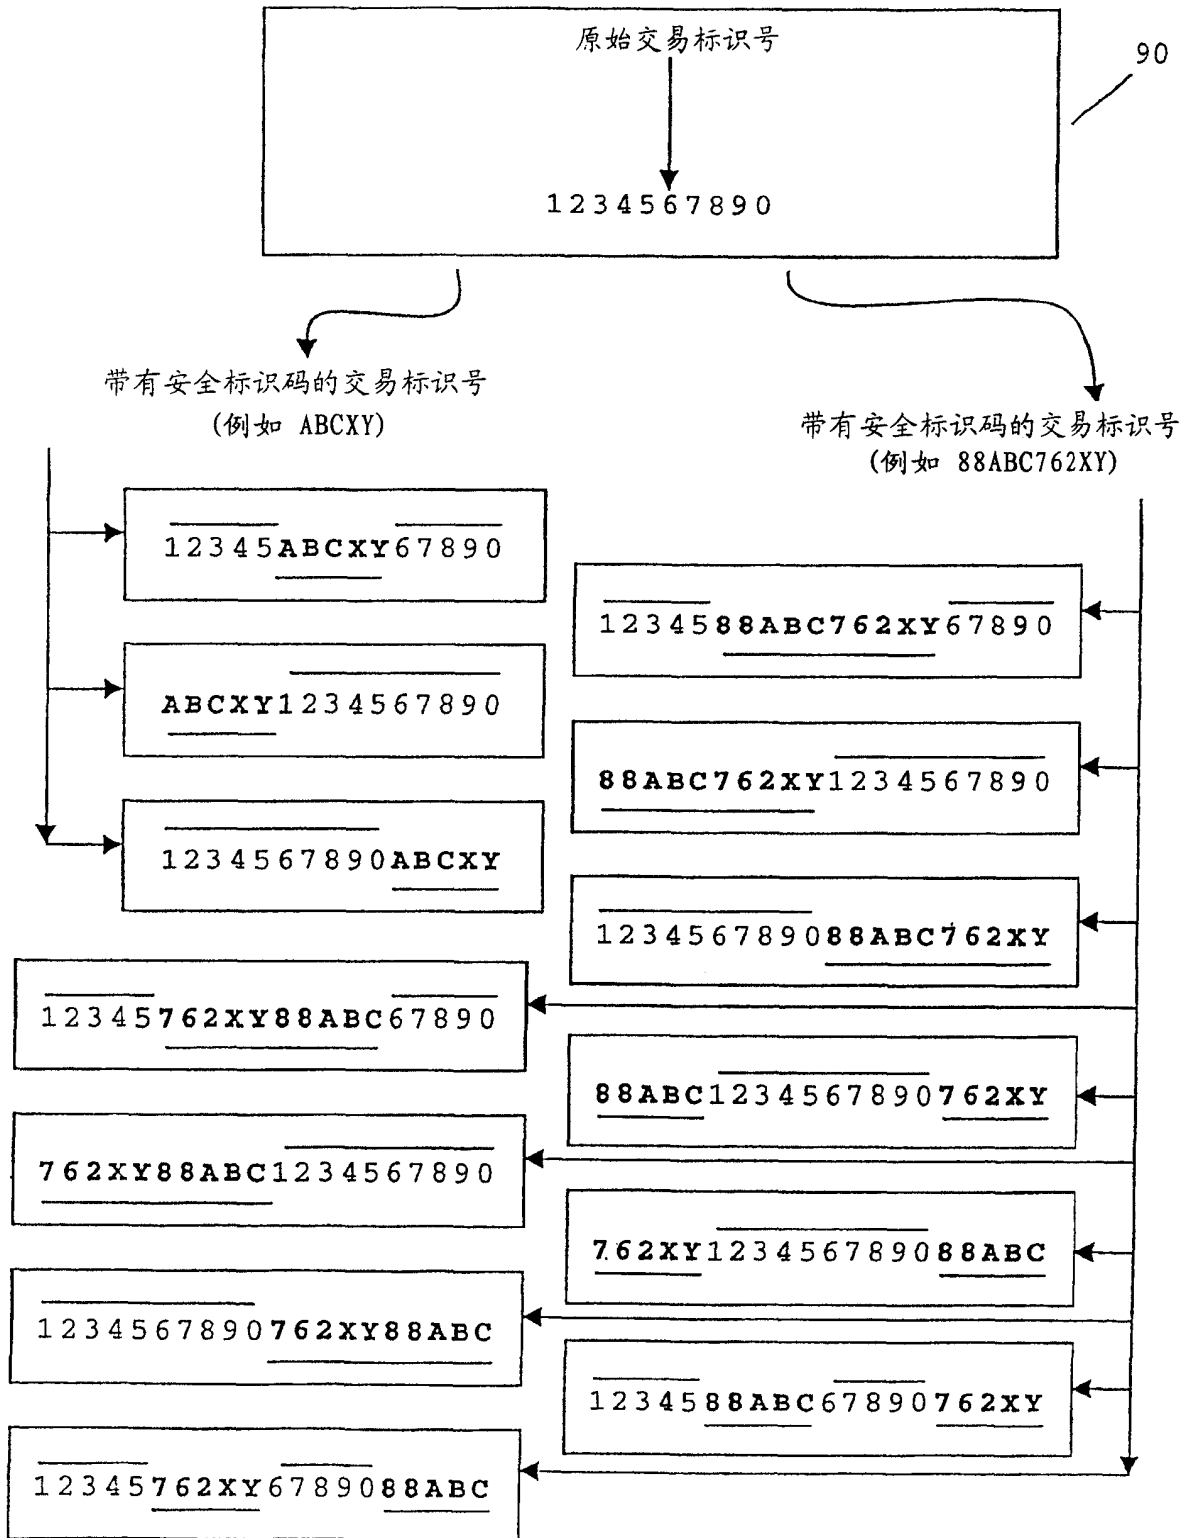 原始交易标识号
90
1234567890
带有安全标识码的交易标识号
(例如 ABCXY)
带有安全标识码的交易标识号
(例如 88ABC762XY)
12345ABCXY67890
1234588ABC762XY67890
ABCXY1234567890
88ABC762XY1234567890
1234567890ABCXY
123456789088ABC762XY
12345762XY88ABC67890
88ABC1234567890762XY
762XY88ABC1234567890
762XY123456789088ABC
1234567890762XY88ABC
1234588ABC67890762XY
12345762XY6789088ABC